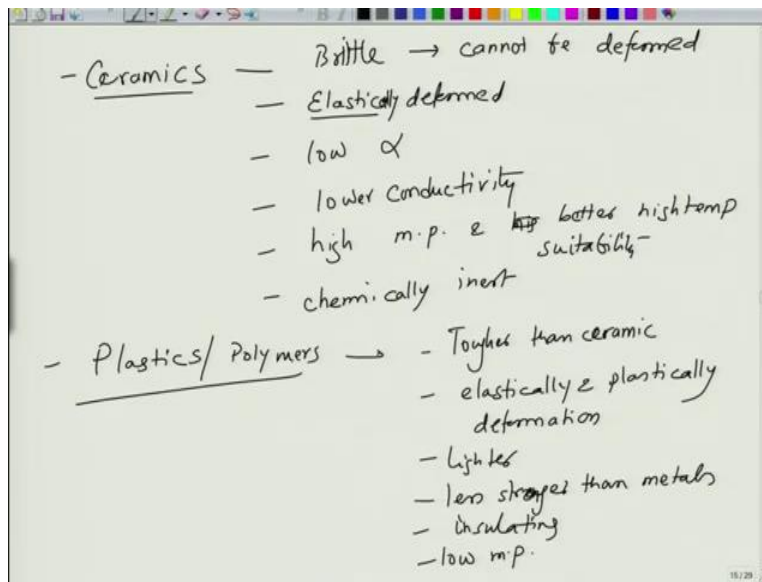 - Ceramics — Brittle → cannot be deformed
— Elastically deformed
— low α
— lower conductivity
— high m.p. & better high temp
suitability
— chemically inert
- Plastics/Polymers → - Tougher than ceramic
- elastically & plastically
deformation
- Lighter
- less stronger than metals
- insulating
- low m.p.
15/29